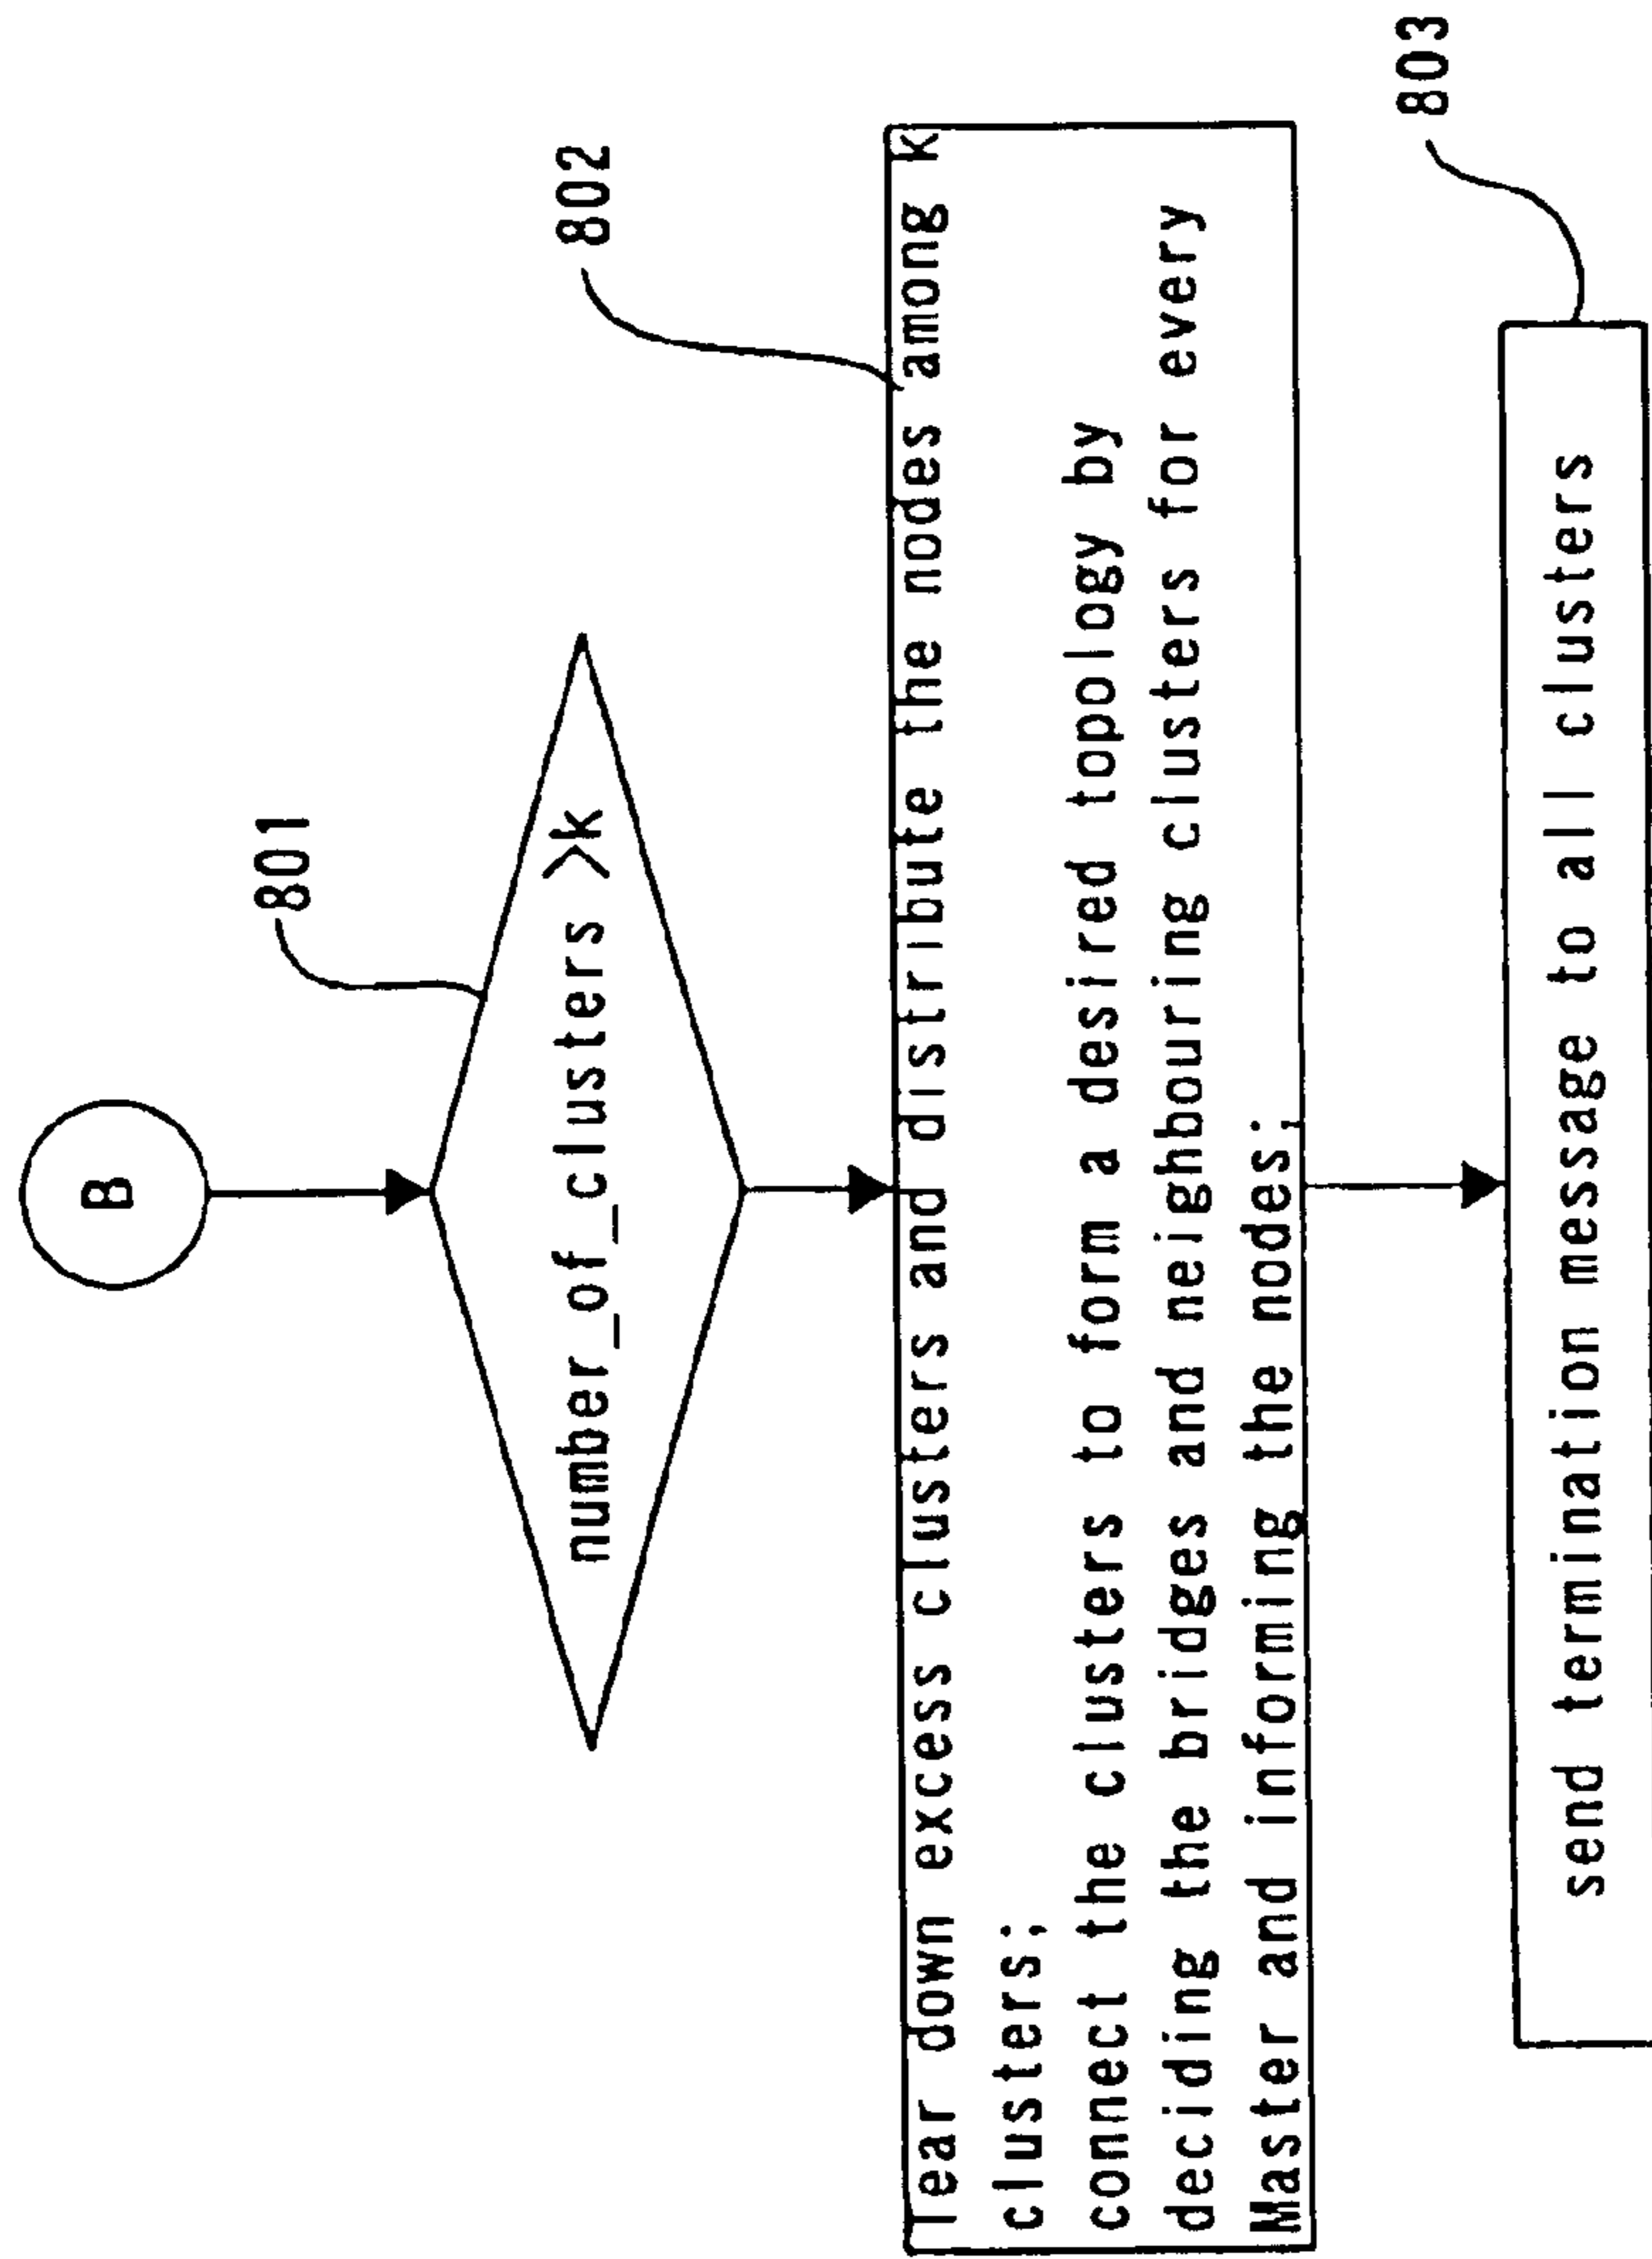 B
801
number_of_clusters >k
802
Tear down excess clusters and distribute the nodes among k
clusters;
connect the clusters to form a desired topology by
deciding the bridges and neighbouring clusters for every
Master and informing the nodes;
803
send termination message to all clusters